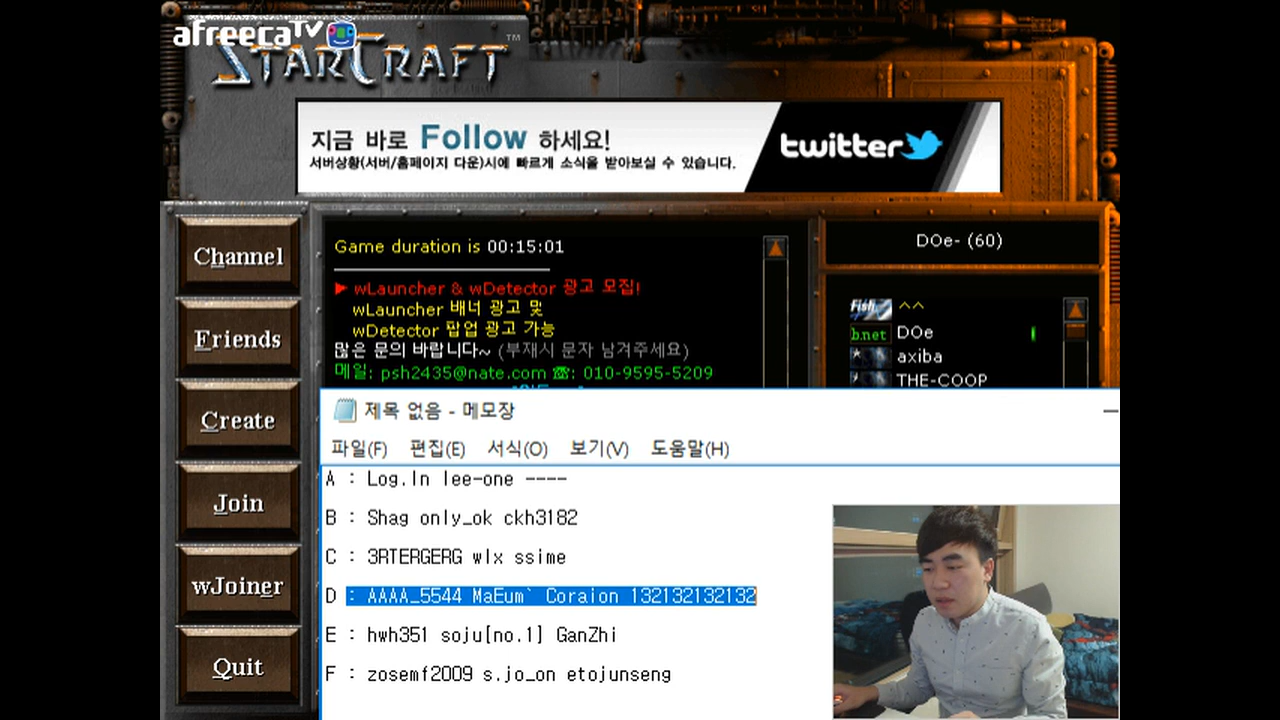 afreecaTV
STARCRAFT™
지금 바로 Follow 하세요!
서버상황(서버/홈페이지 다운)시에 빠르게 소식을 받아보실 수 있습니다.
twitter
Channel
Friends
Create
Join
wJoiner
Quit
Game duration is 00:15:01
▶ wLauncher & wDetector 광고 모집!
wLauncher 배너 광고 및
wDetector 팝업 광고 가능
많은 문의 바랍니다~ (부재시 문자 남겨주세요)
메일: psh2435@nate.com ☎: 010-9595-5209
DOe- (60)
Fish. ^^
b.net DOe
axiba
THE-COOP
제목 없음 - 메모장
파일(F) 편집(E) 서식(O) 보기(V) 도움말(H)
A : Log.In lee-one ----
B : Shag only_ok ckh3182
C : 3RTERGERG wlx ssime
D : AAAA_5544 MaEum` Coraion 132132132132
E : hwh351 soju[no.1] GanZhi
F : zosemf2009 s.jo_on etojunseng